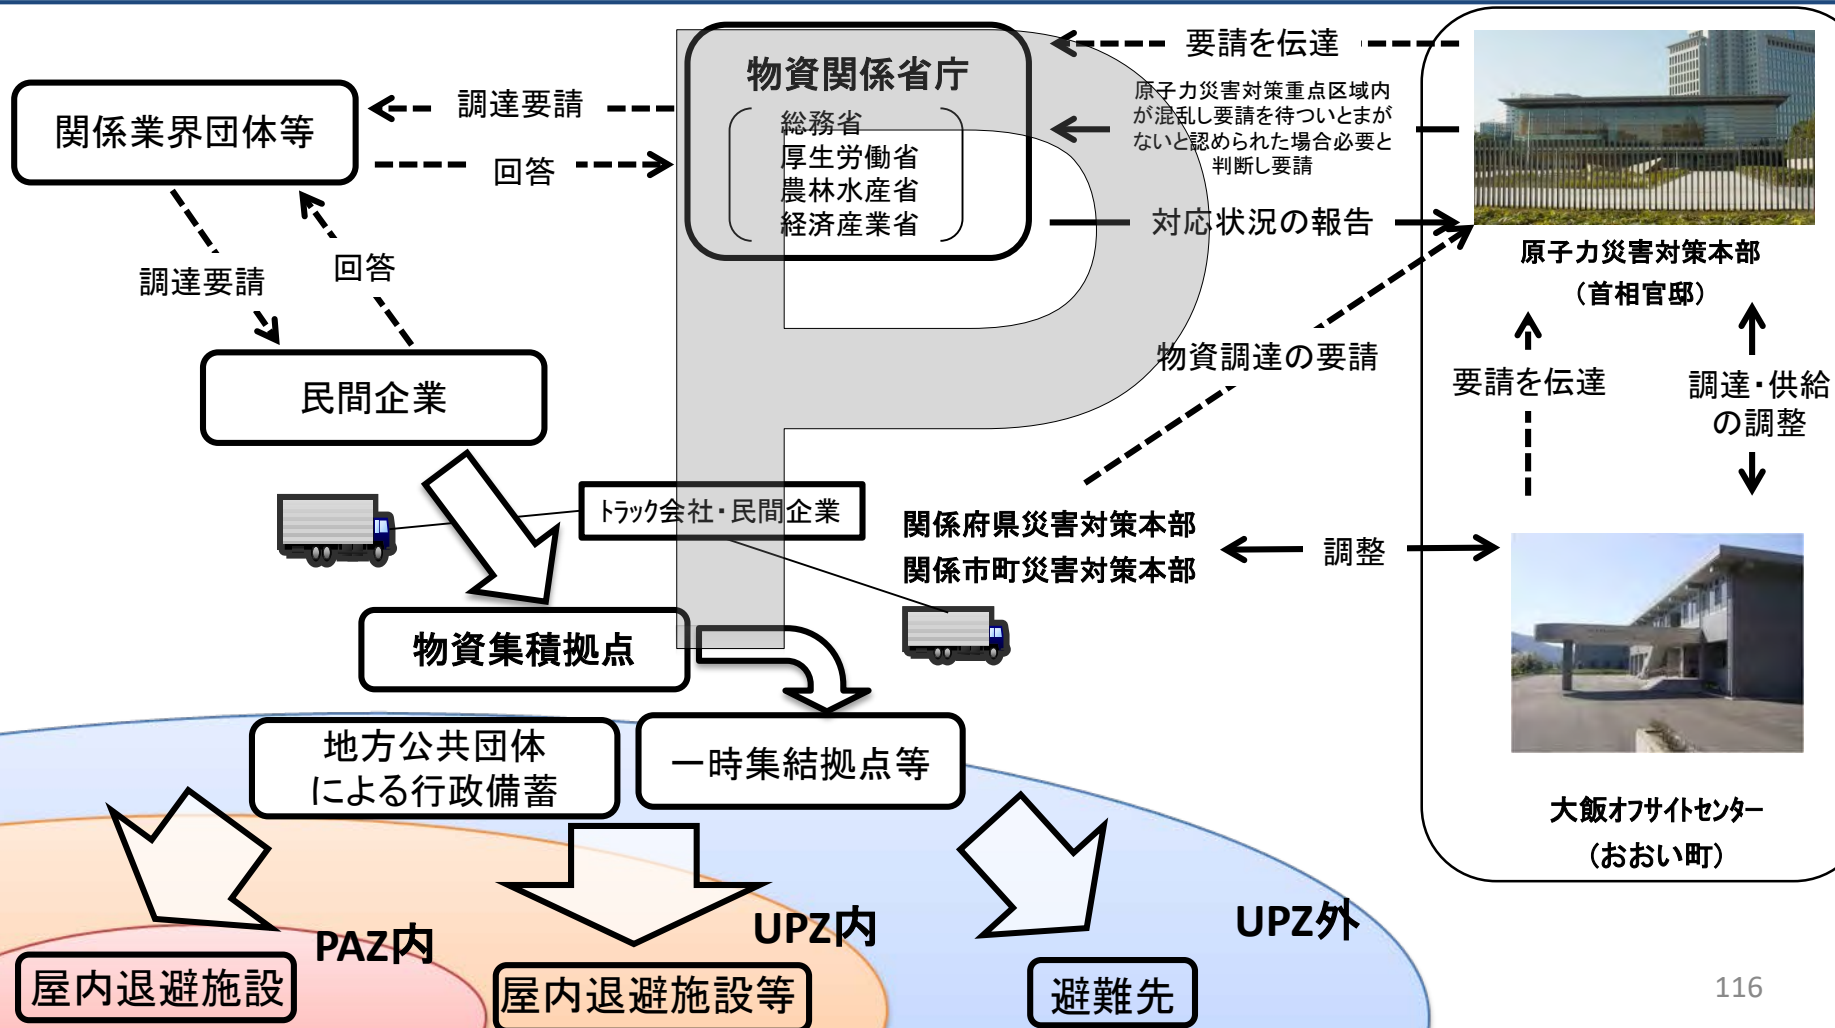 要請を伝達
物資関係省庁
総務省
厚生労働省
農林水産省
経済産業省
関係業界団体等
調達要請
回答
原子力災害対策重点区域内
が混乱し要請を待ついとまが
ないと認められた場合必要と
判断し要請
対応状況の報告
原子力災害対策本部
（首相官邸）
調達要請
回答
民間企業
物資調達の要請
要請を伝達
調達・供給
の調整
トラック会社・民間企業
関係府県災害対策本部
関係市町災害対策本部
調整
物資集積拠点
地方公共団体
による行政備蓄
一時集結拠点等
大飯オフサイトセンター
（おおい町）
PAZ内
UPZ内
UPZ外
屋内退避施設
屋内退避施設等
避難先
116
P